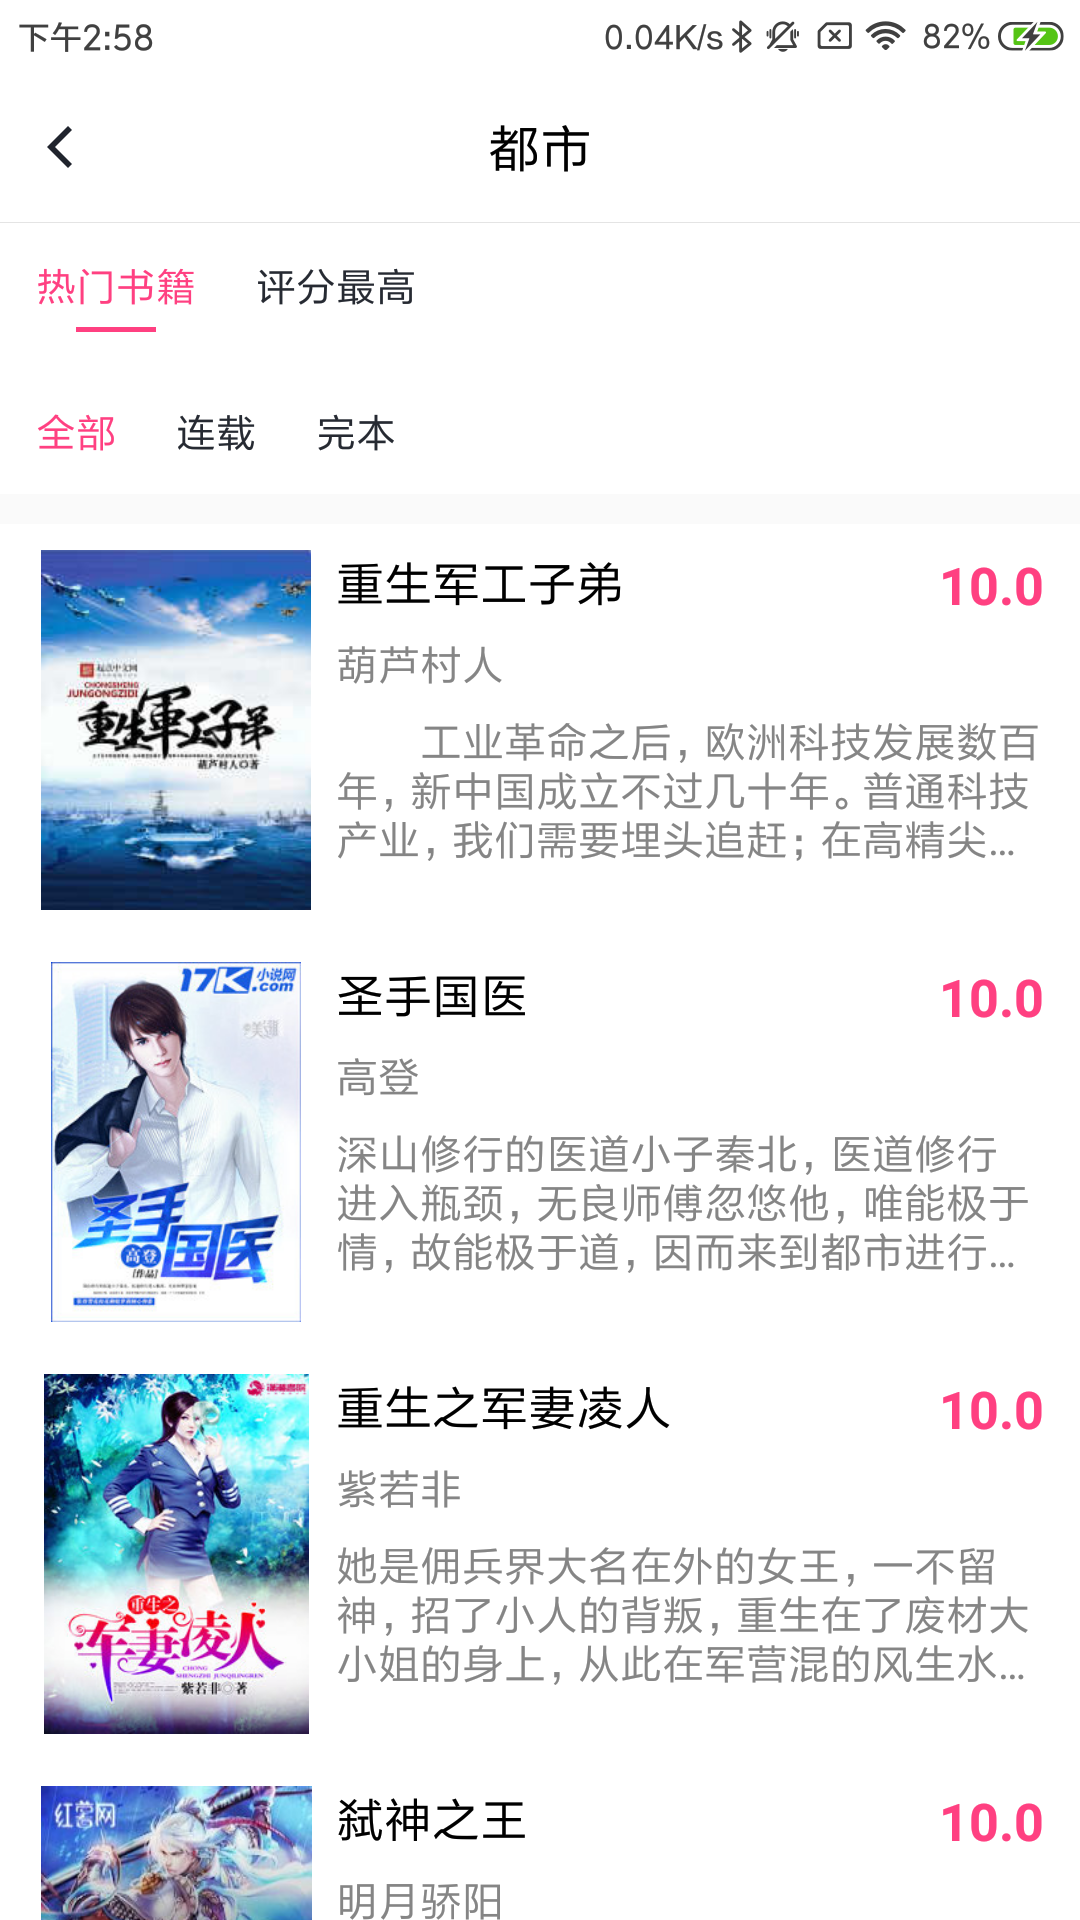 下午2:58
0.04K/s
82%
都市
热门书籍
评分最高
全部
连载
完本
起点中文网
CHONGSHENG
JUNGONGZIDI
重生軍工子弟
葫芦村人◎著
重生军工子弟
10.0
葫芦村人
工业革命之后，欧洲科技发展数百
年，新中国成立不过几十年。普通科技
产业，我们需要埋头追赶；在高精尖...
17K小说网
.com
圣手
国医
高登
[作品]
圣手国医
10.0
高登
深山修行的医道小子秦北，医道修行
进入瓶颈，无良师傅忽悠他，唯能极于
情，故能极于道，因而来到都市进行...
重生之
军妻凌人
CHONG
SHENGZHI JUNQILINGREN
紫若非◎著
重生之军妻凌人
10.0
紫若非
她是佣兵界大名在外的女王，一不留
神，招了小人的背叛，重生在了废材大
小姐的身上，从此在军营混的风生水...
红薯网
弑神之王
10.0
明月骄阳